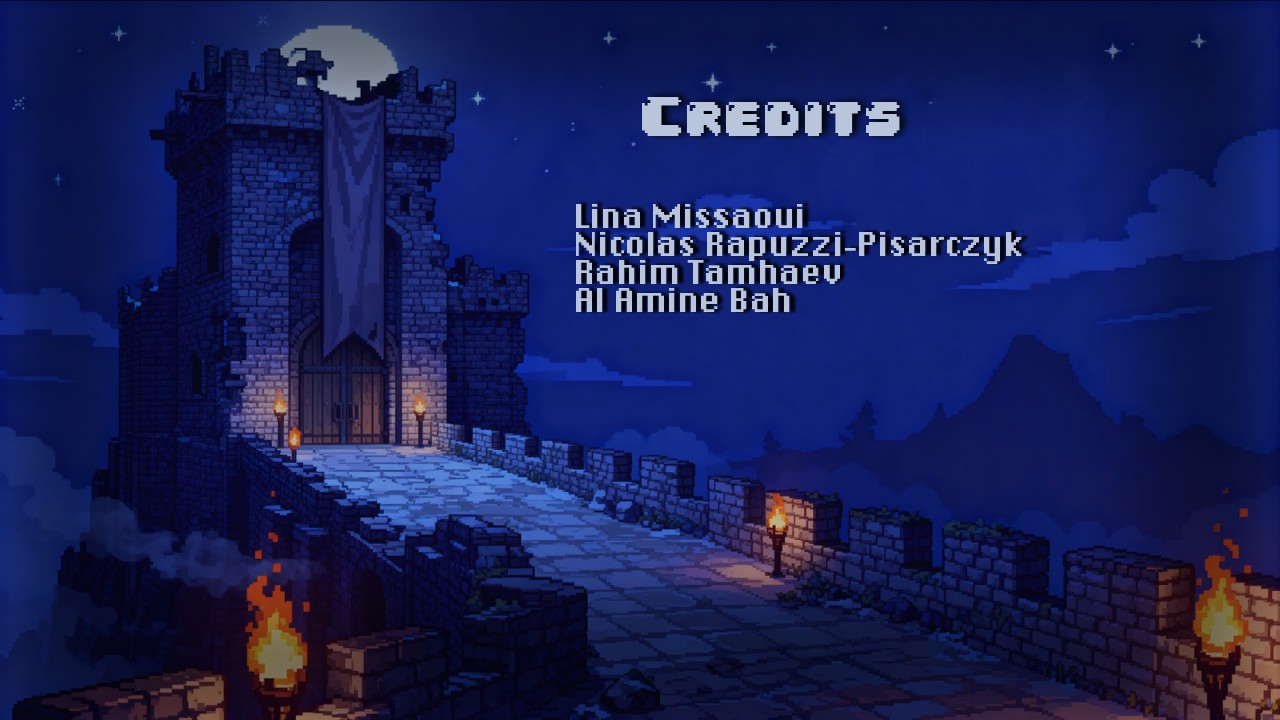 Credits
Lina Missaoui
Nicolas Rapuzzi-Pisarczyk
Rahim Tamhaev
Al Amine Bah